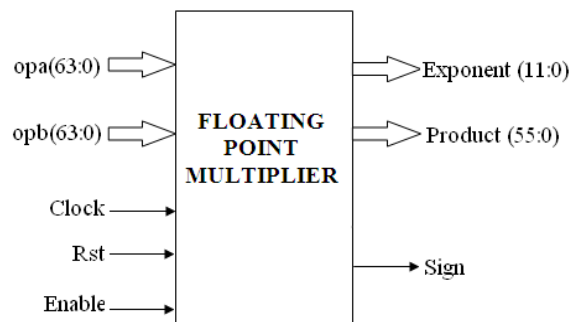 opa(63:0)
opb(63:0)
Clock
Rst
Enable
FLOATING
POINT
MULTIPLIER
Exponent (11:0)
Product (55:0)
Sign